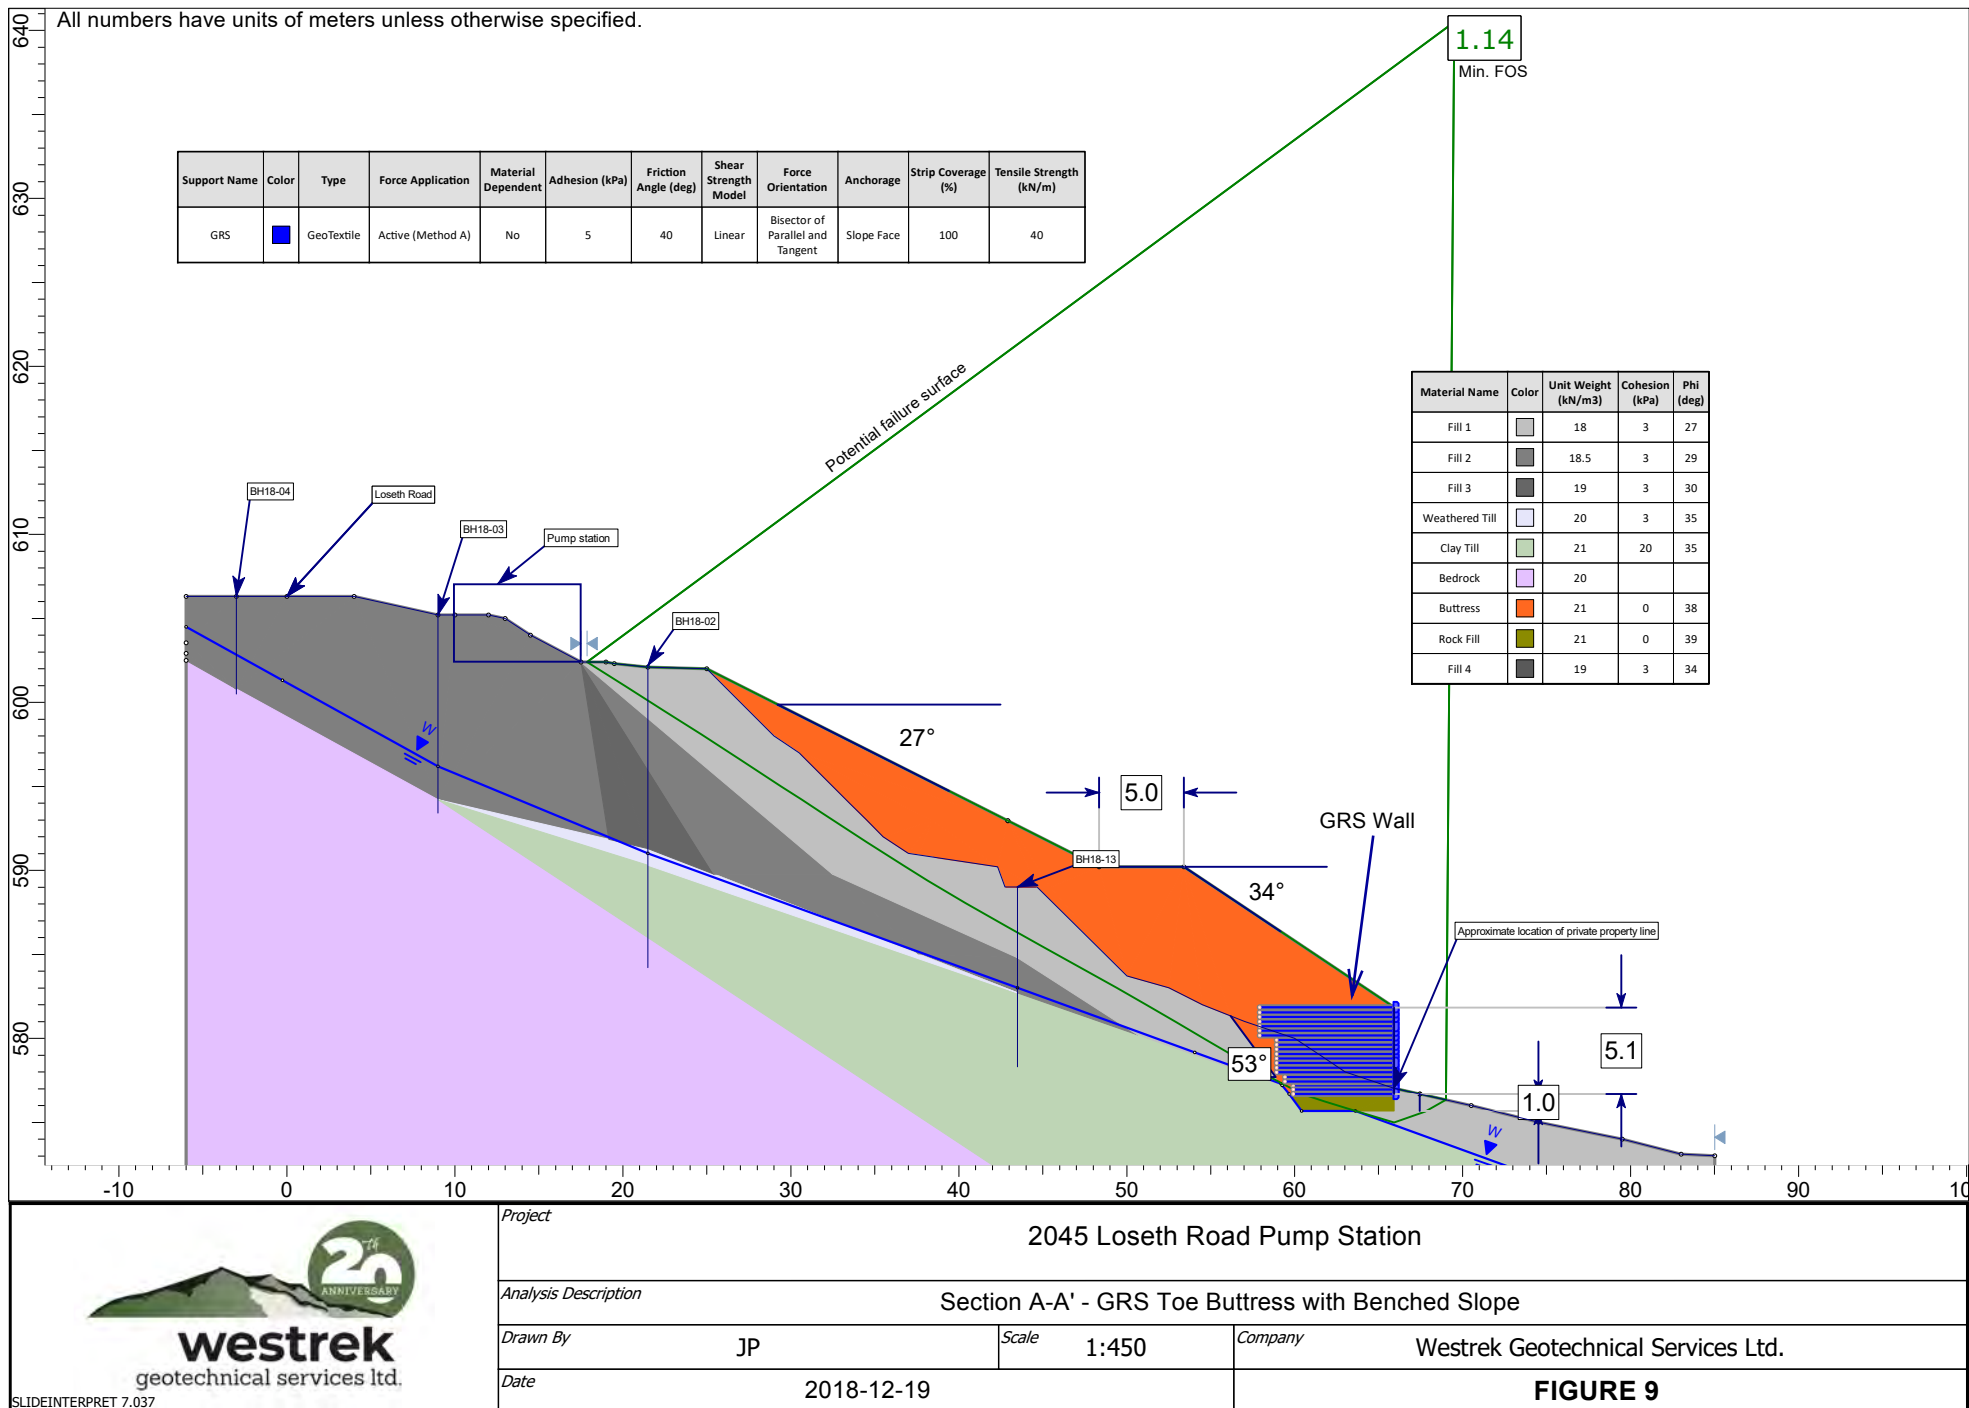 All numbers have units of meters unless otherwise specified.
1.14
Min. FOS
Support Name Color Type Force Application Material Dependent Adhesion (kPa) Friction Angle (deg) Shear Strength Model Force Orientation Anchorage Strip Coverage (%) Tensile Strength (kN/m)
GRS GeoTextile Active (Method A) No 5 40 Linear Bisector of Parallel and Tangent Slope Face 100 40
Potential failure surface
Material Name Color Unit Weight (kN/m3) Cohesion (kPa) Phi (deg)
Fill 1 18 3 27
Fill 2 18.5 3 29
Fill 3 19 3 30
Weathered Till 20 3 35
Clay Till 21 20 35
Bedrock 20
Buttress 21 0 38
Rock Fill 21 0 39
Fill 4 19 3 34
BH18-04
Loseth Road
BH18-03
Pump station
BH18-02
27°
5.0
GRS Wall
BH18-13
34°
Approximate location of private property line
W
53°
5.1
1.0
W
640
630
620
610
600
590
580
-10 0 10 20 30 40 50 60 70 80 90 10
20th
ANNIVERSARY
westrek
geotechnical services ltd.
SLIDEINTERPRET 7.037
Project
2045 Loseth Road Pump Station
Analysis Description
Section A-A' - GRS Toe Buttress with Benched Slope
Drawn By JP Scale 1:450 Company Westrek Geotechnical Services Ltd.
Date 2018-12-19 FIGURE 9